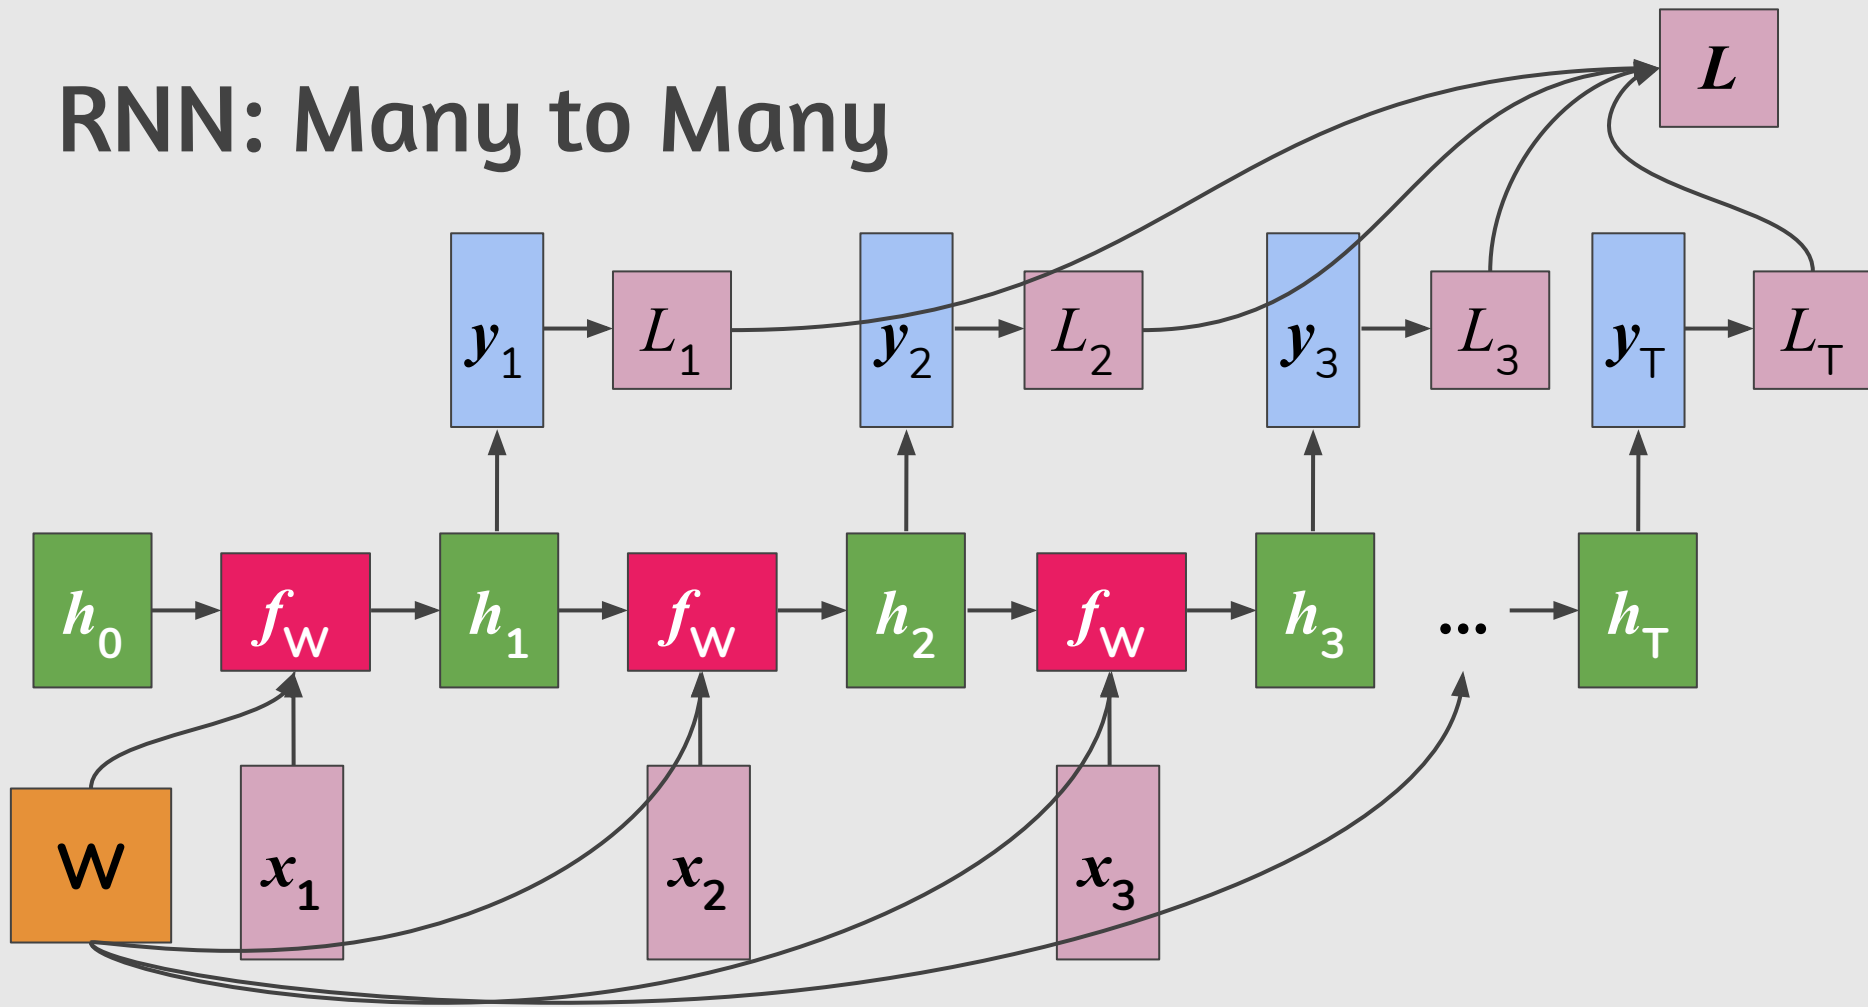 L
RNN: Many to Many
y1 L1 y2 L2 y3 L3 yT LT
h0 fW h1 fW h2 fW h3 ... hT
W x1 x2 x3